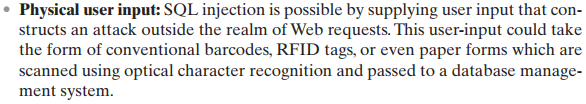 • Physical user input: SQL injection is possible by supplying user input that con-
structs an attack outside the realm of Web requests. This user-input could take
the form of conventional barcodes, RFID tags, or even paper forms which are
scanned using optical character recognition and passed to a database manage-
ment system.